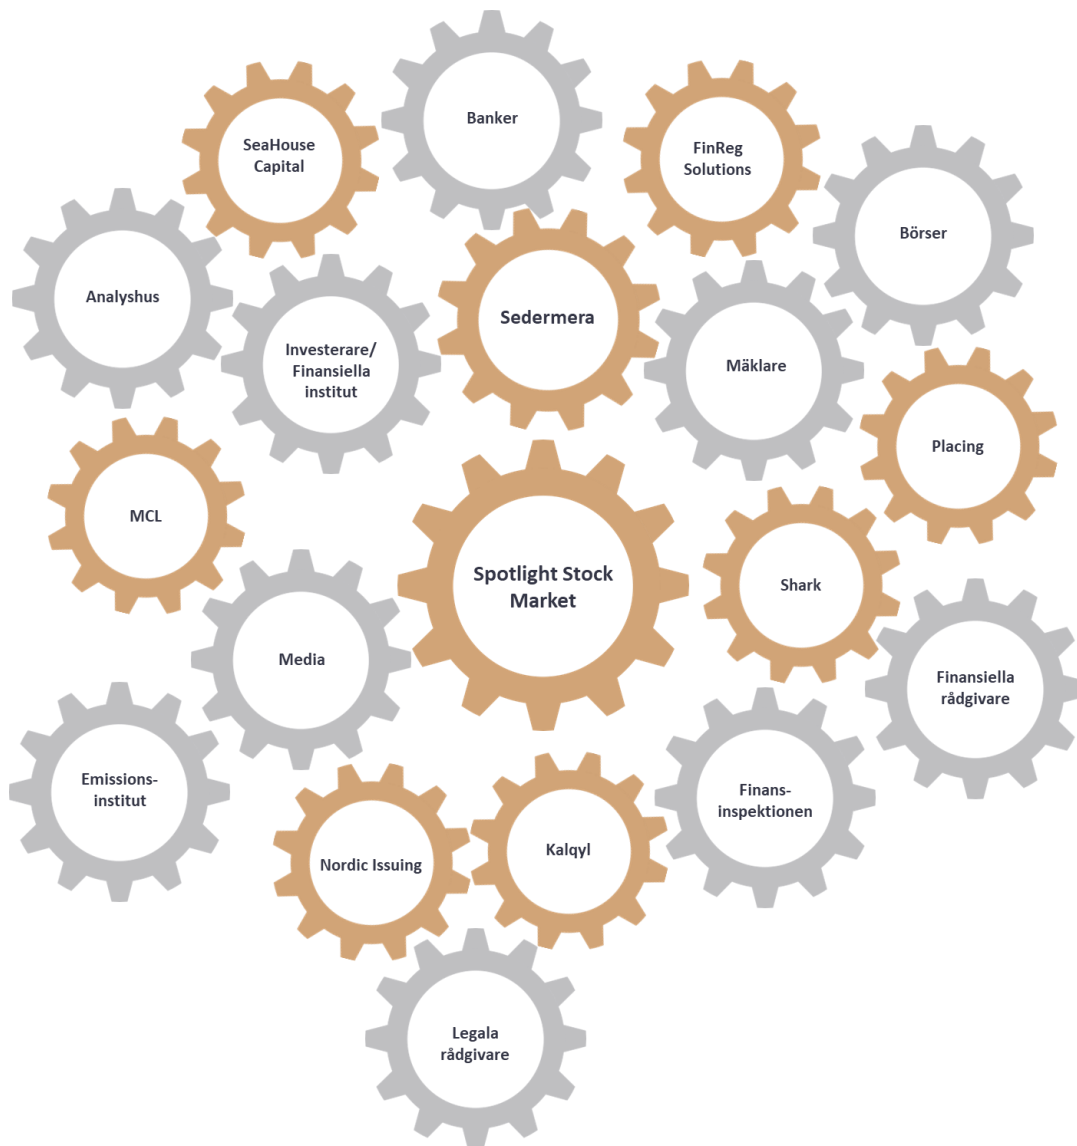 Banker
SeaHouse
Capital
FinReg
Solutions
Börser
Analyshus
Sedermera
Investerare/
Finansiella
institut
Mäklare
Placing
MCL
Spotlight Stock
Market
Shark
Media
Finansiella
rådgivare
Emissions-
institut
Finans-
inspektionen
Nordic Issuing
Kalqyl
Legala
rådgivare